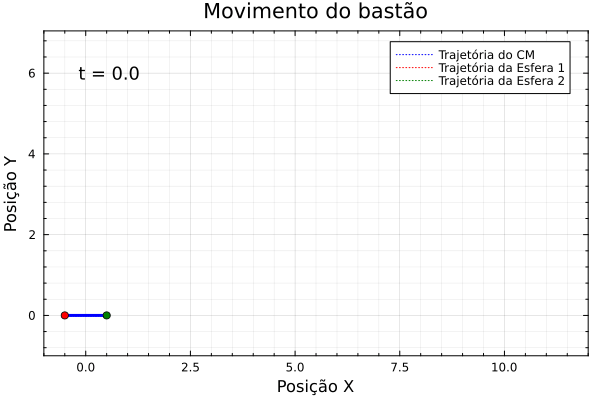 Movimento do bastão
t = 0.0
Trajetória do CM
Trajetória da Esfera 1
Trajetória da Esfera 2
Posição Y
6
4
2
0
0.0 2.5 5.0 7.5 10.0
Posição X